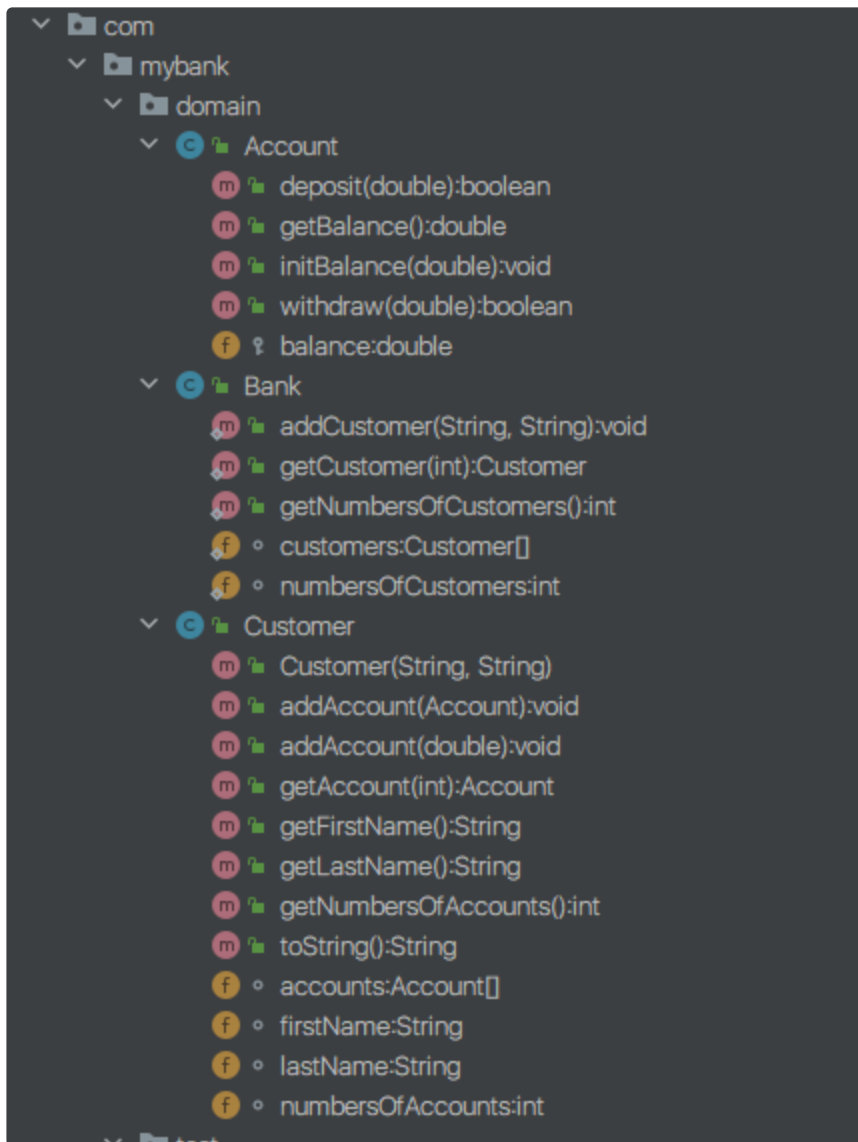 com
mybank
domain
Account
deposit(double):boolean
getBalance():double
initBalance(double):void
withdraw(double):boolean
balance:double
Bank
addCustomer(String, String):void
getCustomer(int):Customer
getNumbersOfCustomers():int
customers:Customer[]
numbersOfCustomers:int
Customer
Customer(String, String)
addAccount(Account):void
addAccount(double):void
getAccount(int):Account
getFirstName():String
getLastName():String
getNumbersOfAccounts():int
toString():String
accounts:Account[]
firstName:String
lastName:String
numbersOfAccounts:int